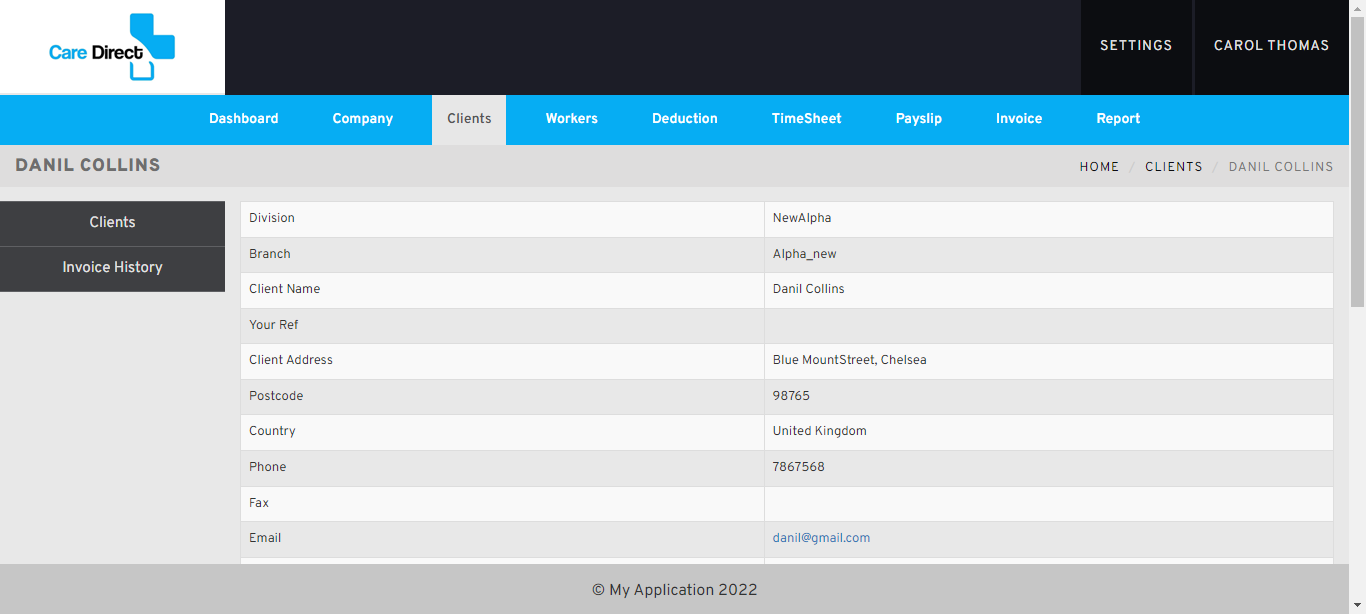 Care Direct
SETTINGS
CAROL THOMAS
Dashboard Company Clients Workers Deduction TimeSheet Payslip Invoice Report
DANIL COLLINS
HOME / CLIENTS / DANIL COLLINS
Clients
Invoice History
Division NewAlpha
Branch Alpha_new
Client Name Danil Collins
Your Ref
Client Address Blue MountStreet, Chelsea
Postcode 98765
Country United Kingdom
Phone 7867568
Fax
Email danil@gmail.com
© My Application 2022